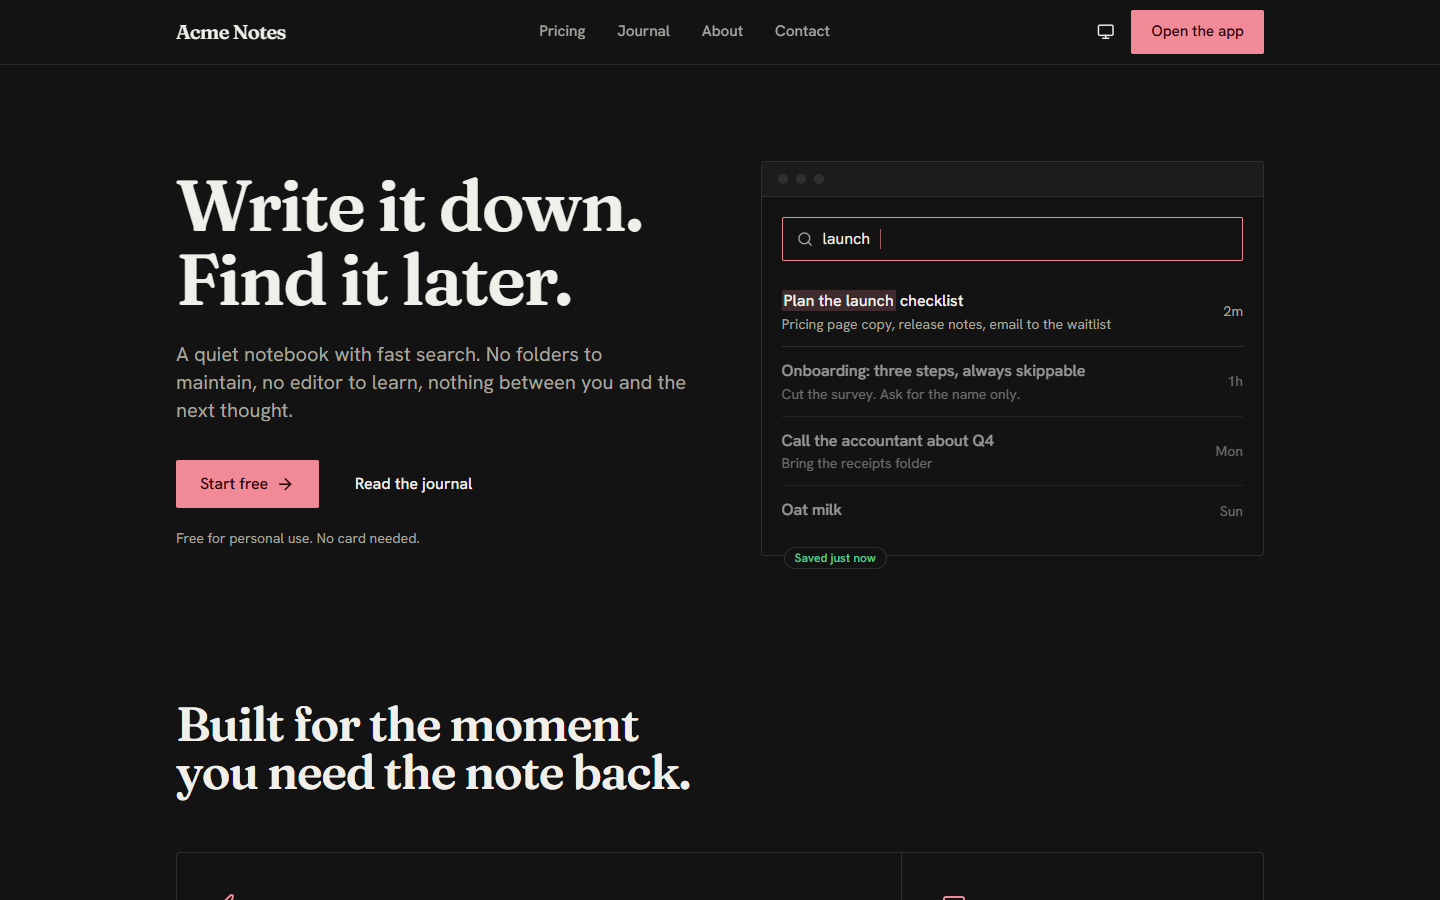 Acme Notes
Pricing
Journal
About
Contact
Open the app
Write it down.
Find it later.
A quiet notebook with fast search. No folders to
maintain, no editor to learn, nothing between you and the
next thought.
Start free
Read the journal
Free for personal use. No card needed.
launch
Plan the launch checklist
Pricing page copy, release notes, email to the waitlist
2m
Onboarding: three steps, always skippable
Cut the survey. Ask for the name only.
1h
Call the accountant about Q4
Bring the receipts folder
Mon
Oat milk
Sun
Saved just now
Built for the moment
you need the note back.